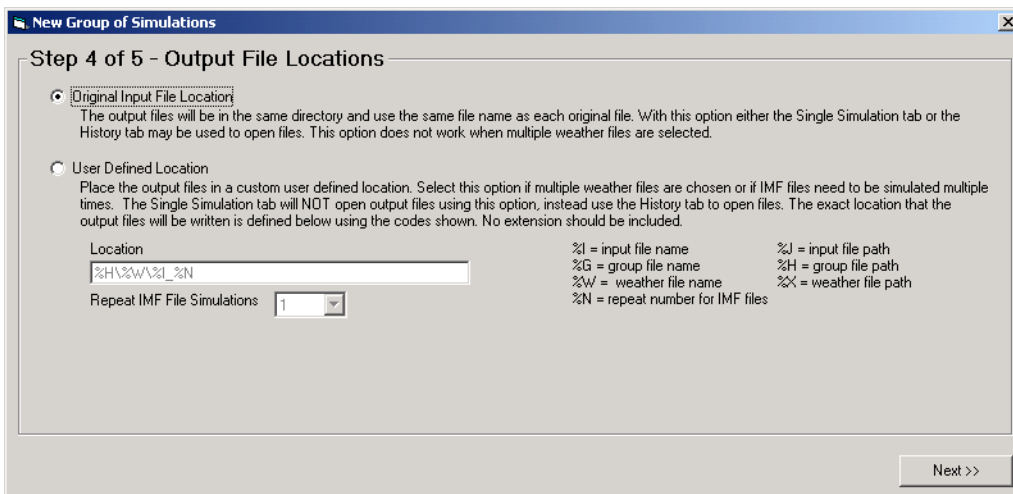 New Group of Simulations
Step 4 of 5 - Output File Locations
Original Input File Location
The output files will be in the same directory and use the same file name as each original file. With this option either the Single Simulation tab or the
History tab may be used to open files. This option does not work when multiple weather files are selected.
User Defined Location
Place the output files in a custom user defined location. Select this option if multiple weather files are chosen or if IMF files need to be simulated multiple
times. The Single Simulation tab will NOT open output files using this option, instead use the History tab to open files. The exact location that the
output files will be written is defined below using the codes shown. No extension should be included.
Location
%H\%W\%I_%N
Repeat IMF File Simulations 1
%I = input file name %J = input file path
%G = group file name %H = group file path
%W = weather file name %X = weather file path
%N = repeat number for IMF files
Next >>